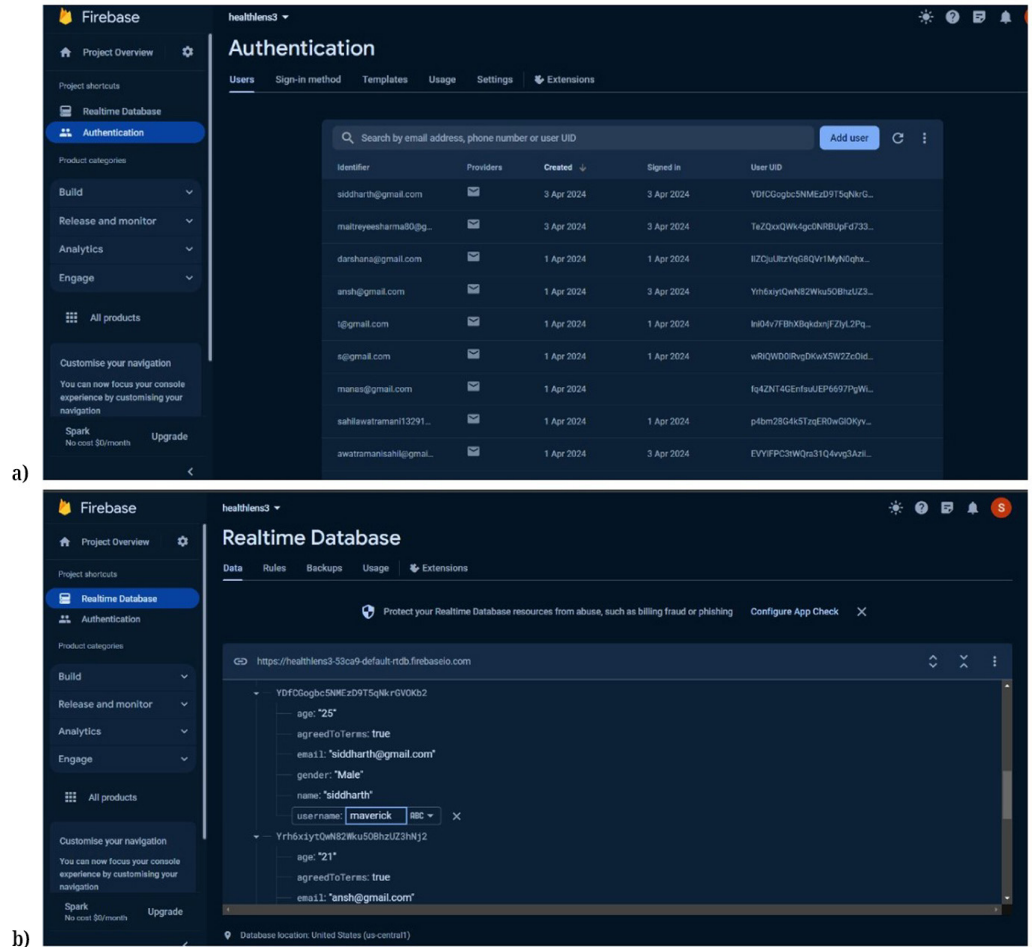 Firebase
healthlens3
Project Overview
Authentication
Users Sign-in method Templates Usage Settings Extensions
Project shortcuts
Realtime Database
Authentication
Product categories
Build
Release and monitor
Analytics
Engage
All products
Customise your navigation
You can now focus your console
experience by customising your
navigation
Spark
No cost $0/month
Upgrade
Search by email address, phone number or user UID
Add user
Identifier Providers Created Signed in User UID
siddharth@gmail.com 3 Apr 2024 3 Apr 2024
maitreyeesharma80@g... 3 Apr 2024 3 Apr 2024
darshana@gmail.com 1 Apr 2024 1 Apr 2024
ansh@gmail.com 1 Apr 2024 3 Apr 2024
t@gmail.com 1 Apr 2024 1 Apr 2024
s@gmail.com 1 Apr 2024 1 Apr 2024
manas@gmail.com 1 Apr 2024
sahilawatramani13291... 1 Apr 2024 1 Apr 2024
awatramanisahil@gmai... 1 Apr 2024 3 Apr 2024
a)
Firebase
healthlens3
S
Project Overview
Realtime Database
Data Rules Backups Usage Extensions
Project shortcuts
Realtime Database
Authentication
Product categories
Build
Release and monitor
Analytics
Engage
All products
Customise your navigation
You can now focus your console
experience by customising your
navigation
Spark
No cost $0/month
Upgrade
Protect your Realtime Database resources from abuse, such as billing fraud or phishing Configure App Check
https://healthlens3-53ca9-default-rtdb.firebaseio.com
YDfCGogbc5NMEzD9T5qNkrGVOKb2
age: "25"
agreedToTerms: true
email: "siddharth@gmail.com"
gender: "Male"
name: "siddharth"
username: maverick ABC
Yrh6xiytQwN82Wku5OBhzUZ3hNj2
age: "21"
agreedToTerms: true
email: "ansh@gmail.com"
Database location: United States (us-central1)
b)